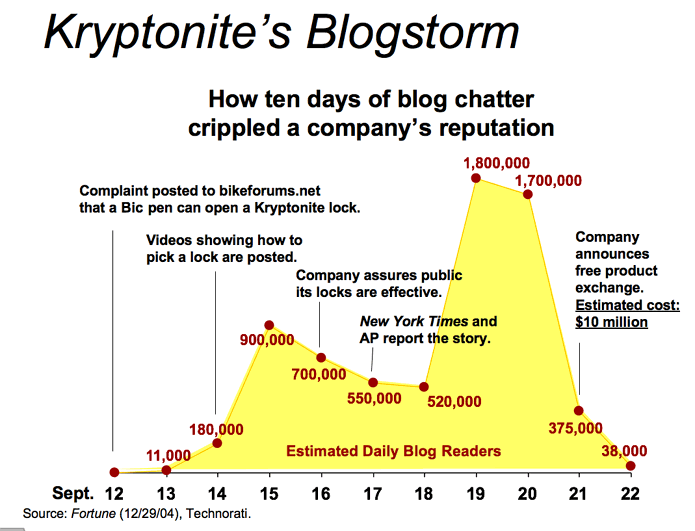 Kryptonite's Blogstorm
How ten days of blog chatter
crippled a company's reputation
1,800,000
1,700,000
Complaint posted to bikeforums.net
that a Bic pen can open a Kryptonite lock.
Videos showing how to
pick a lock are posted.
Company assures public
its locks are effective.
New York Times and
AP report the story.
Company
announces
free product
exchange.
Estimated cost:
$10 million
900,000
700,000
550,000
520,000
180,000
375,000
11,000
Estimated Daily Blog Readers
38,000
Sept. 12 13 14 15 16 17 18 19 20 21 22
Source: Fortune (12/29/04), Technorati.